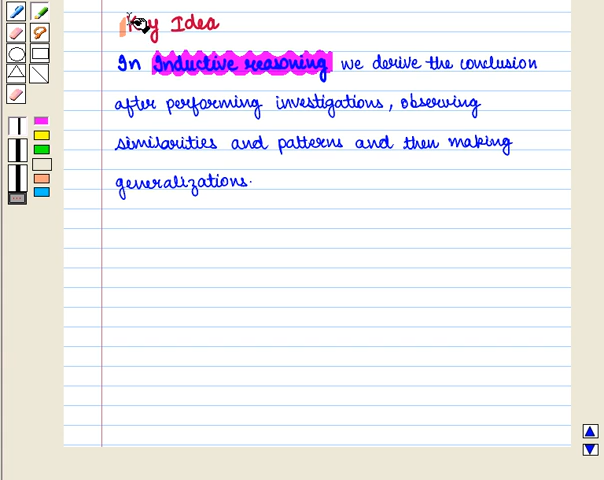 Key Idea
In Inductive reasoning we derive the conclusion
after performing investigations, observing
similarities and patterns and then making
generalizations.